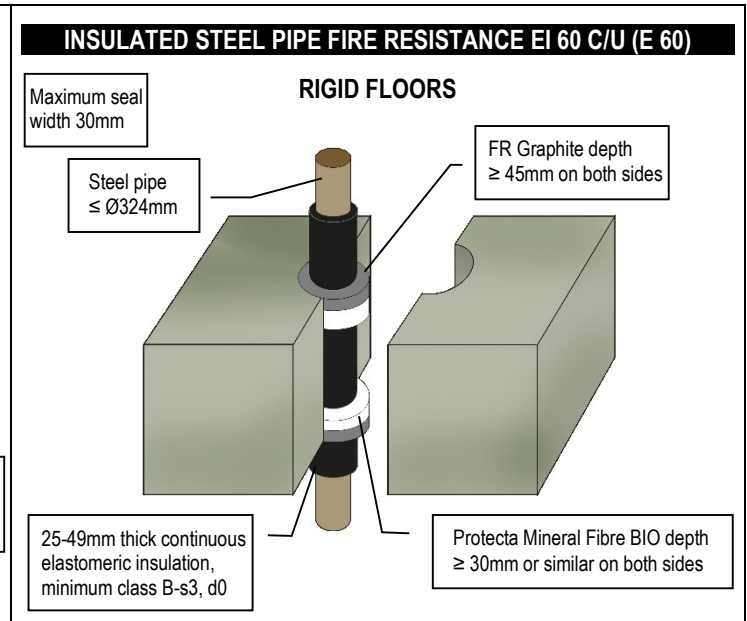 INSULATED STEEL PIPE FIRE RESISTANCE EI 60 C/U (E 60)
RIGID FLOORS
Maximum seal
width 30mm
Steel pipe
≤ Ø324mm
FR Graphite depth
≥ 45mm on both sides
25-49mm thick continuous
elastomeric insulation,
minimum class B-s3, d0
Protecta Mineral Fibre BIO depth
≥ 30mm or similar on both sides